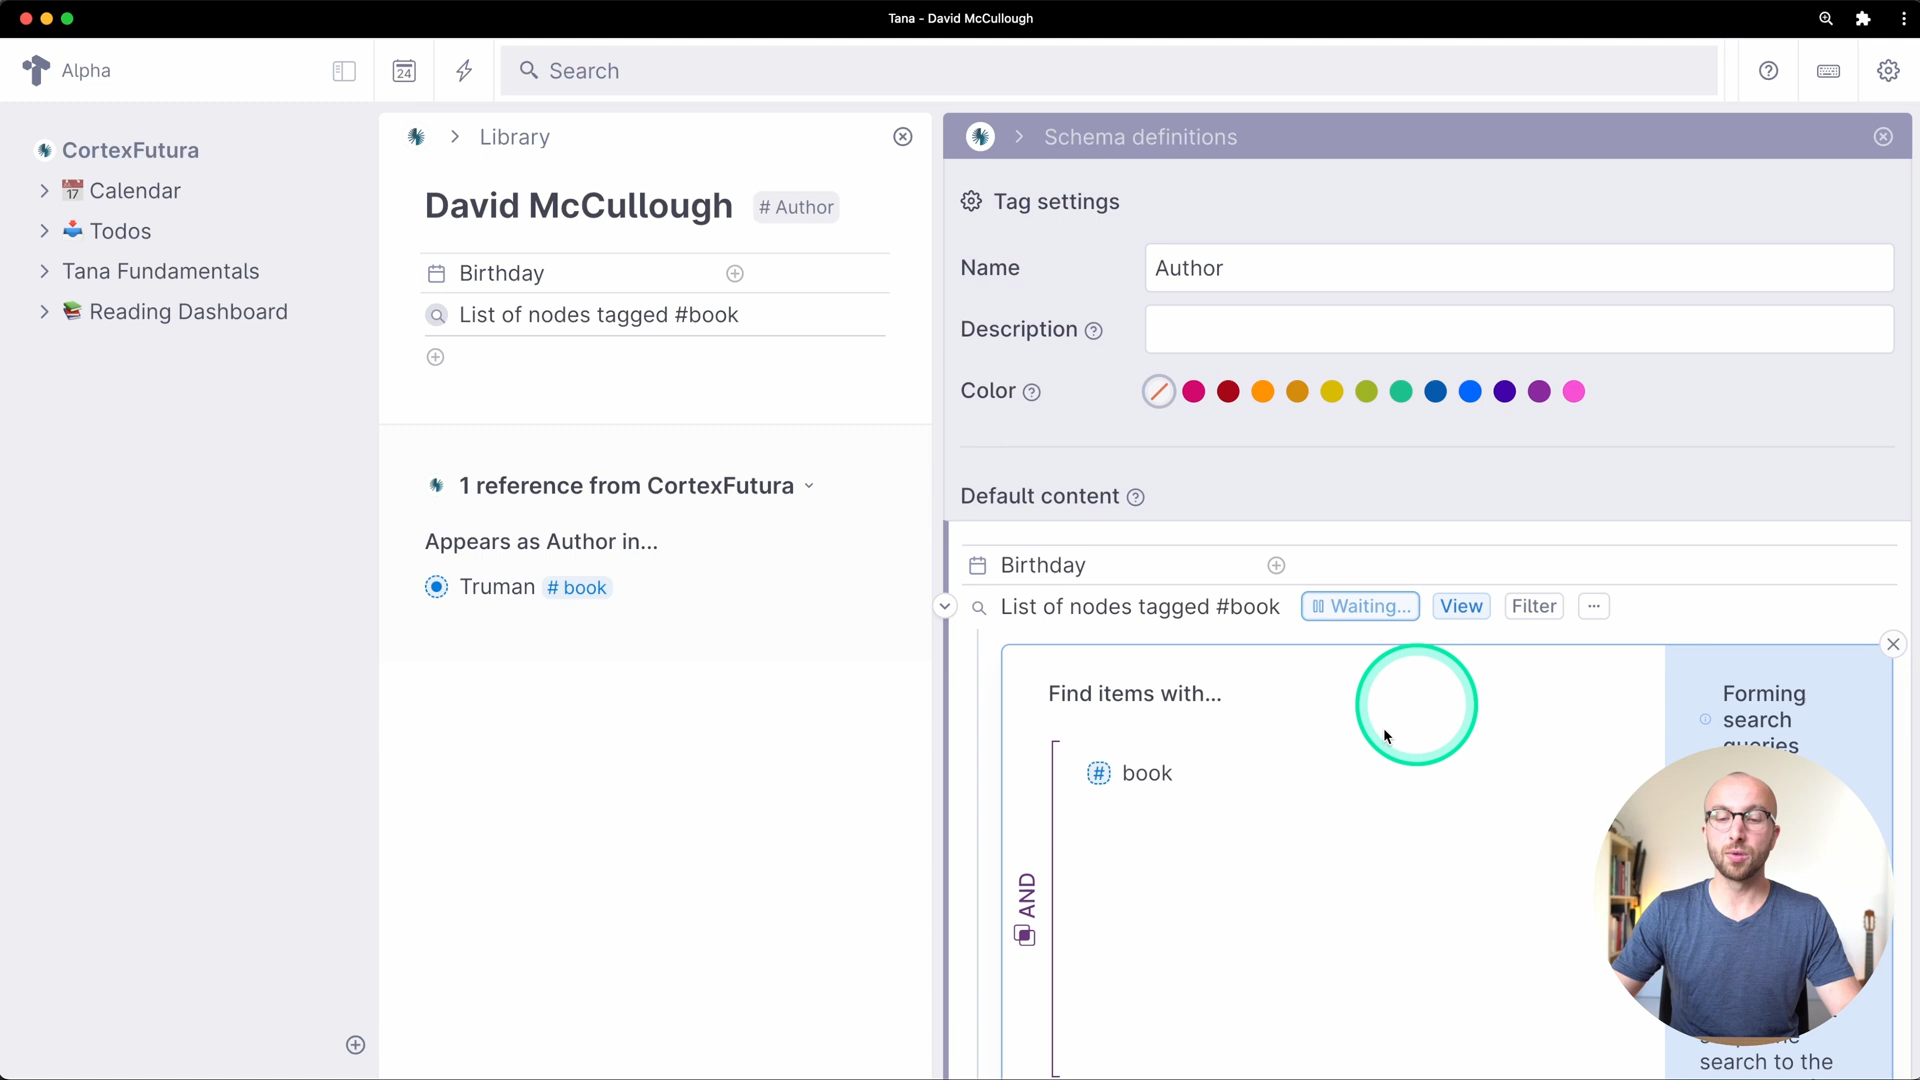 Tana - David McCullough
Alpha
24
Search
CortexFutura
17 Calendar
Todos
Tana Fundamentals
Reading Dashboard
Library
David McCullough # Author
Birthday
List of nodes tagged #book
1 reference from CortexFutura
Appears as Author in...
Truman # book
Schema definitions
Tag settings
Name Author
Description
Color
Default content
Birthday
List of nodes tagged #book Waiting... View Filter ...
Find items with...
# book
AND
Forming
search
queries
search to the